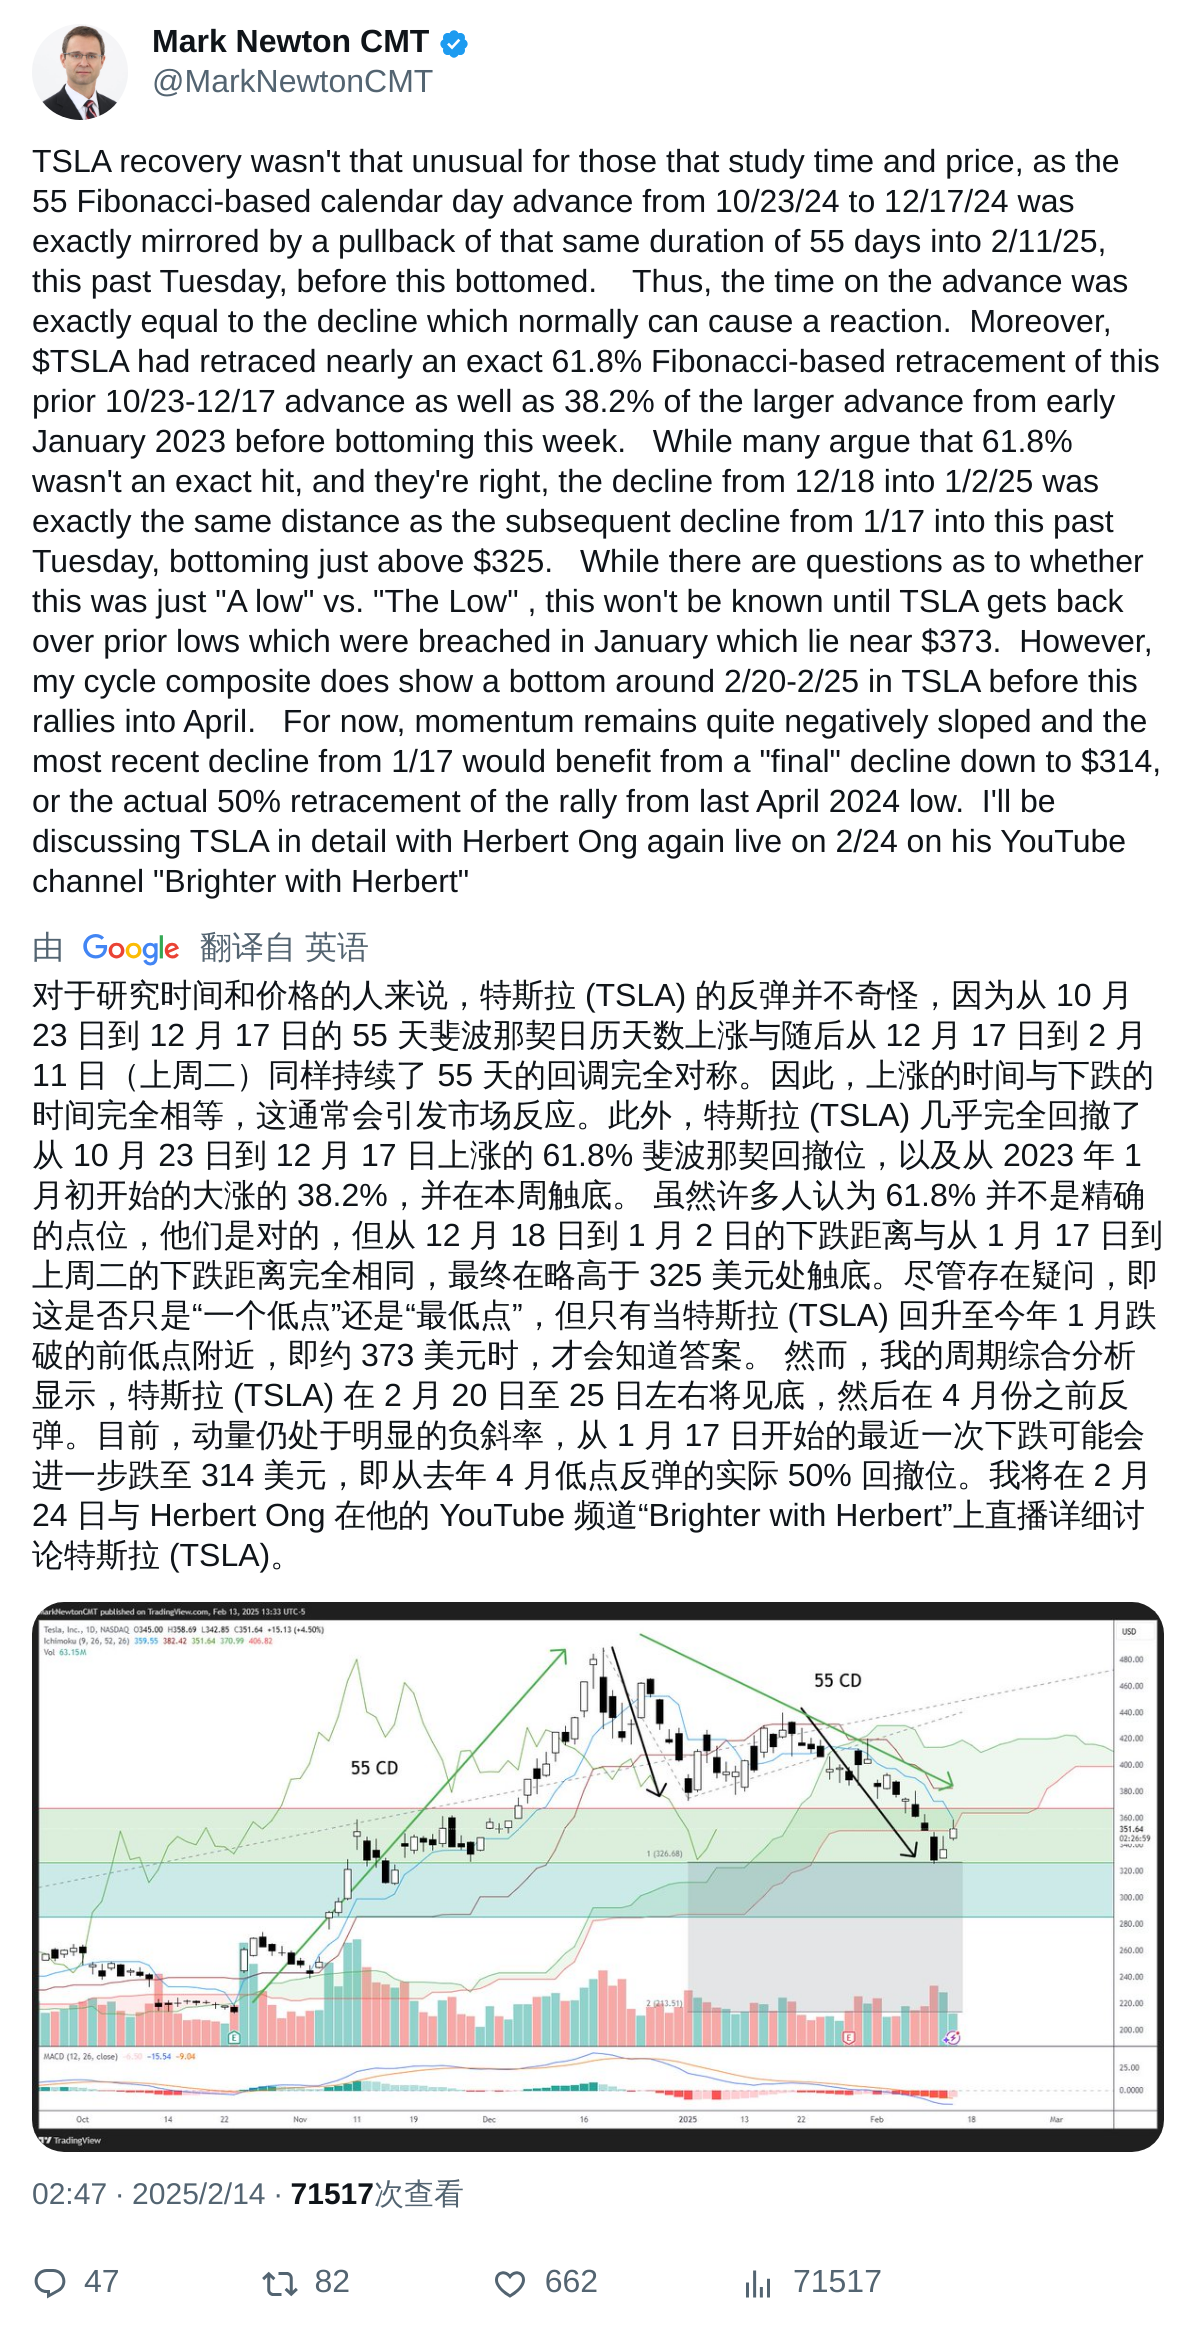 Mark Newton CMT
@MarkNewtonCMT
TSLA recovery wasn't that unusual for those that study time and price, as the
55 Fibonacci-based calendar day advance from 10/23/24 to 12/17/24 was
exactly mirrored by a pullback of that same duration of 55 days into 2/11/25,
this past Tuesday, before this bottomed.    Thus, the time on the advance was
exactly equal to the decline which normally can cause a reaction.  Moreover,
$TSLA had retraced nearly an exact 61.8% Fibonacci-based retracement of this
prior 10/23-12/17 advance as well as 38.2% of the larger advance from early
January 2023 before bottoming this week.   While many argue that 61.8%
wasn't an exact hit, and they're right, the decline from 12/18 into 1/2/25 was
exactly the same distance as the subsequent decline from 1/17 into this past
Tuesday, bottoming just above $325.   While there are questions as to whether
this was just "A low" vs. "The Low" , this won't be known until TSLA gets back
over prior lows which were breached in January which lie near $373.  However,
my cycle composite does show a bottom around 2/20-2/25 in TSLA before this
rallies into April.   For now, momentum remains quite negatively sloped and the
most recent decline from 1/17 would benefit from a "final" decline down to $314,
or the actual 50% retracement of the rally from last April 2024 low.  I'll be
discussing TSLA in detail with Herbert Ong again live on 2/24 on his YouTube
channel "Brighter with Herbert"
由 Google 翻译自 英语
对于研究时间和价格的人来说，特斯拉 (TSLA) 的反弹并不奇怪，因为从 10 月
23 日到 12 月 17 日的 55 天斐波那契日历天数上涨与随后从 12 月 17 日到 2 月
11 日（上周二）同样持续了 55 天的回调完全对称。因此，上涨的时间与下跌的
时间完全相等，这通常会引发市场反应。此外，特斯拉 (TSLA) 几乎完全回撤了
从 10 月 23 日到 12 月 17 日上涨的 61.8% 斐波那契回撤位，以及从 2023 年 1
月初开始的大涨的 38.2%，并在本周触底。 虽然许多人认为 61.8% 并不是精确
的点位，他们是对的，但从 12 月 18 日到 1 月 2 日的下跌距离与从 1 月 17 日到
上周二的下跌距离完全相同，最终在略高于 325 美元处触底。尽管存在疑问，即
这是否只是“一个低点”还是“最低点”，但只有当特斯拉 (TSLA) 回升至今年 1 月跌
破的前低点附近，即约 373 美元时，才会知道答案。 然而，我的周期综合分析
显示，特斯拉 (TSLA) 在 2 月 20 日至 25 日左右将见底，然后在 4 月份之前反
弹。目前，动量仍处于明显的负斜率，从 1 月 17 日开始的最近一次下跌可能会
进一步跌至 314 美元，即从去年 4 月低点反弹的实际 50% 回撤位。我将在 2 月
24 日与 Herbert Ong 在他的 YouTube 频道“Brighter with Herbert”上直播详细讨
论特斯拉 (TSLA)。
arkNewtonCMT published on TradingView.com, Feb 13, 2025 13:33 UTC-5
Tesla, Inc., 1D, NASDAQ O345.00 H358.69 L342.85 C351.64 +15.13 (+4.50%)
Ichimoku (9, 26, 52, 26) 359.55 382.42 351.64 370.99 406.82
Vol 63.15M
USD
480.00
460.00
440.00
420.00
400.00
380.00
360.00
351.64
02:26:59
340.00
320.00
300.00
280.00
260.00
240.00
220.00
200.00
55 CD
55 CD
1 (326.68)
2 (213.51)
E
E
MACD (12, 26, close) -6.50 -15.54 -9.04
25.00
0.0000
Oct 14 22 Nov 11 19 Dec 16 2025 13 22 Feb 18 Mar
TradingView
02:47 · 2025/2/14 · 71517次查看
47 82 662 71517